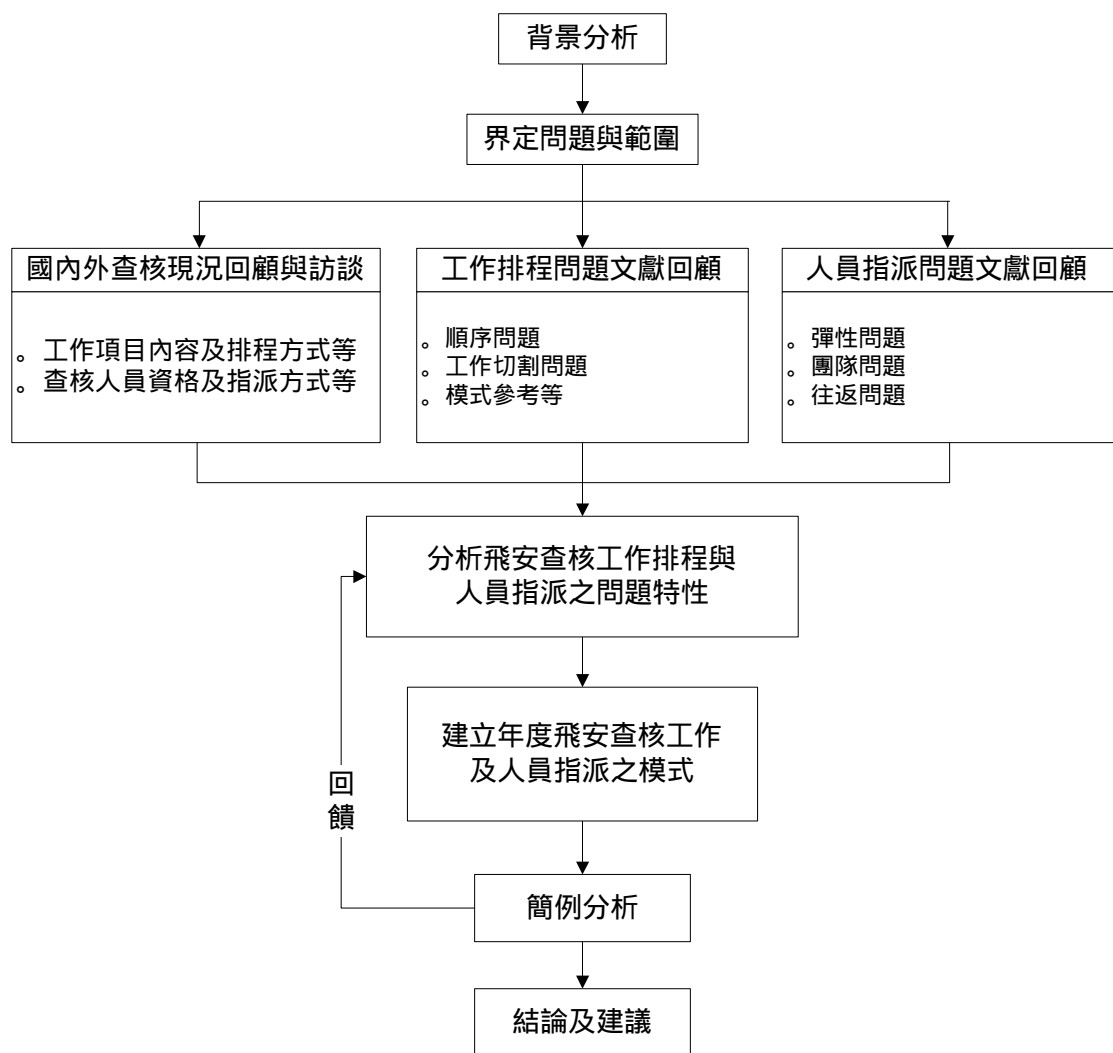 背景分析
界定問題與範圍
國內外查核現況回顧與訪談
。工作項目內容及排程方式等
。查核人員資格及指派方式等
工作排程問題文獻回顧
。順序問題
。工作切割問題
。模式參考等
人員指派問題文獻回顧
。彈性問題
。團隊問題
。往返問題
分析飛安查核工作排程與
人員指派之問題特性
建立年度飛安查核工作
及人員指派之模式
回饋
簡例分析
結論及建議